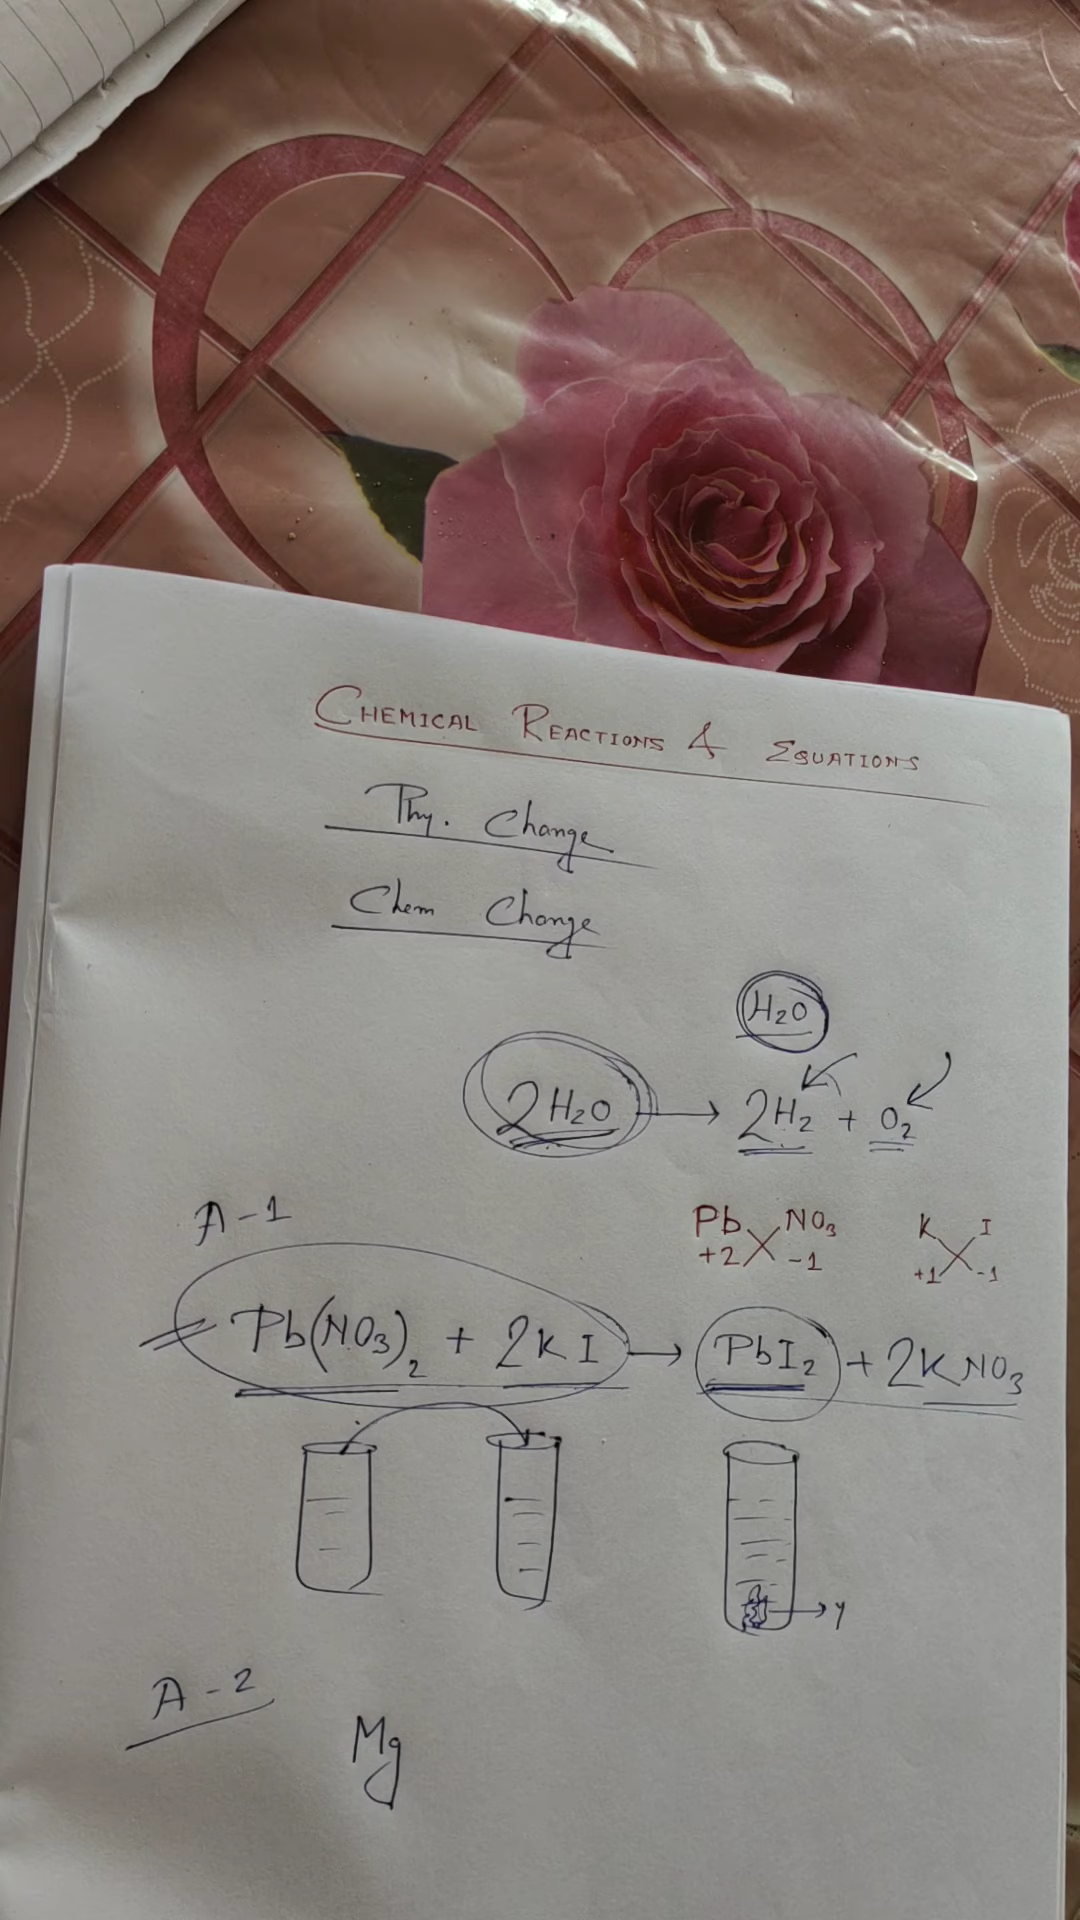 CHEMICAL REACTIONS & EQUATIONS
Phy. Change
Chem Change
H2O
2H2O → 2H2 + O2
A-1
Pb NO3
+2 -1
K I
+1 -1
Pb(NO3)2 + 2KI → PbI2 + 2KNO3
→ y
A-2
Mg